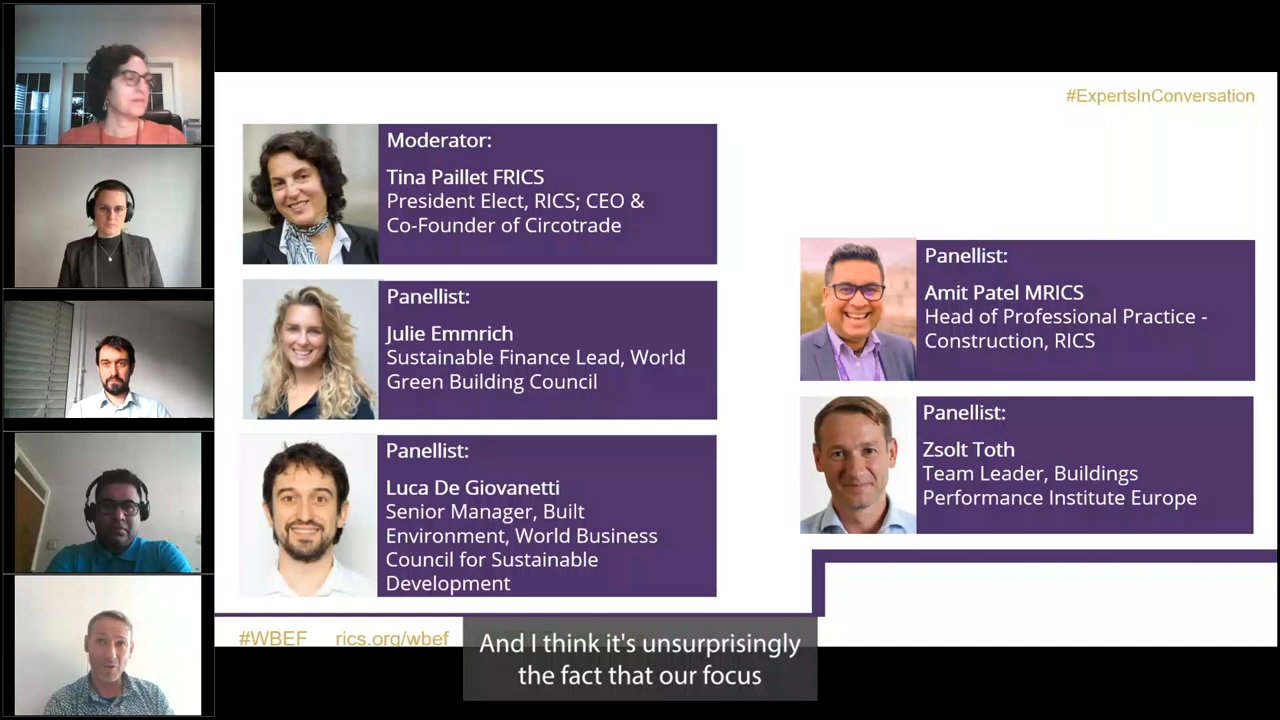 #ExpertsInConversation
Moderator:
Tina Paillet FRICS
President Elect, RICS; CEO &
Co-Founder of Circotrade
Panellist:
Julie Emmrich
Sustainable Finance Lead, World
Green Building Council
Panellist:
Luca De Giovanetti
Senior Manager, Built
Environment, World Business
Council for Sustainable
Development
Panellist:
Amit Patel MRICS
Head of Professional Practice -
Construction, RICS
Panellist:
Zsolt Toth
Team Leader, Buildings
Performance Institute Europe
#WBEF rics.org/wbef
And I think it's unsurprisingly
the fact that our focus